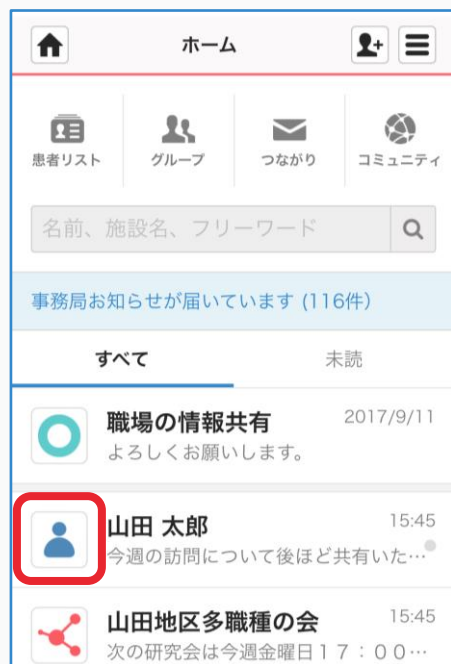 ホーム
患者リスト グループ つながり コミュニティ
名前、施設名、フリーワード
事務局お知らせが届いています (116件)
すべて 未読
職場の情報共有 2017/9/11
よろしくお願いします。
山田 太郎 15:45
今週の訪問について後ほど共有いた…
山田地区多職種の会 15:45
次の研究会は今週金曜日１７：００…